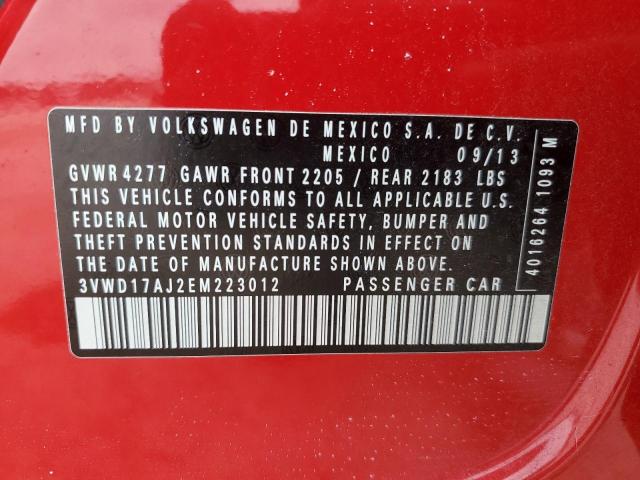 MFD BY VOLKSWAGEN DE MEXICO S.A. DE C.V.
MEXICO 09/13
GVWR 4277 GAWR FRONT 2205 / REAR 2183 LBS
THIS VEHICLE CONFORMS TO ALL APPLICABLE U.S.
FEDERAL MOTOR VEHICLE SAFETY, BUMPER AND
THEFT PREVENTION STANDARDS IN EFFECT ON
THE DATE OF MANUFACTURE SHOWN ABOVE.
3VWD17AJ2EM223012 PASSENGER CAR
4016264 1093 M